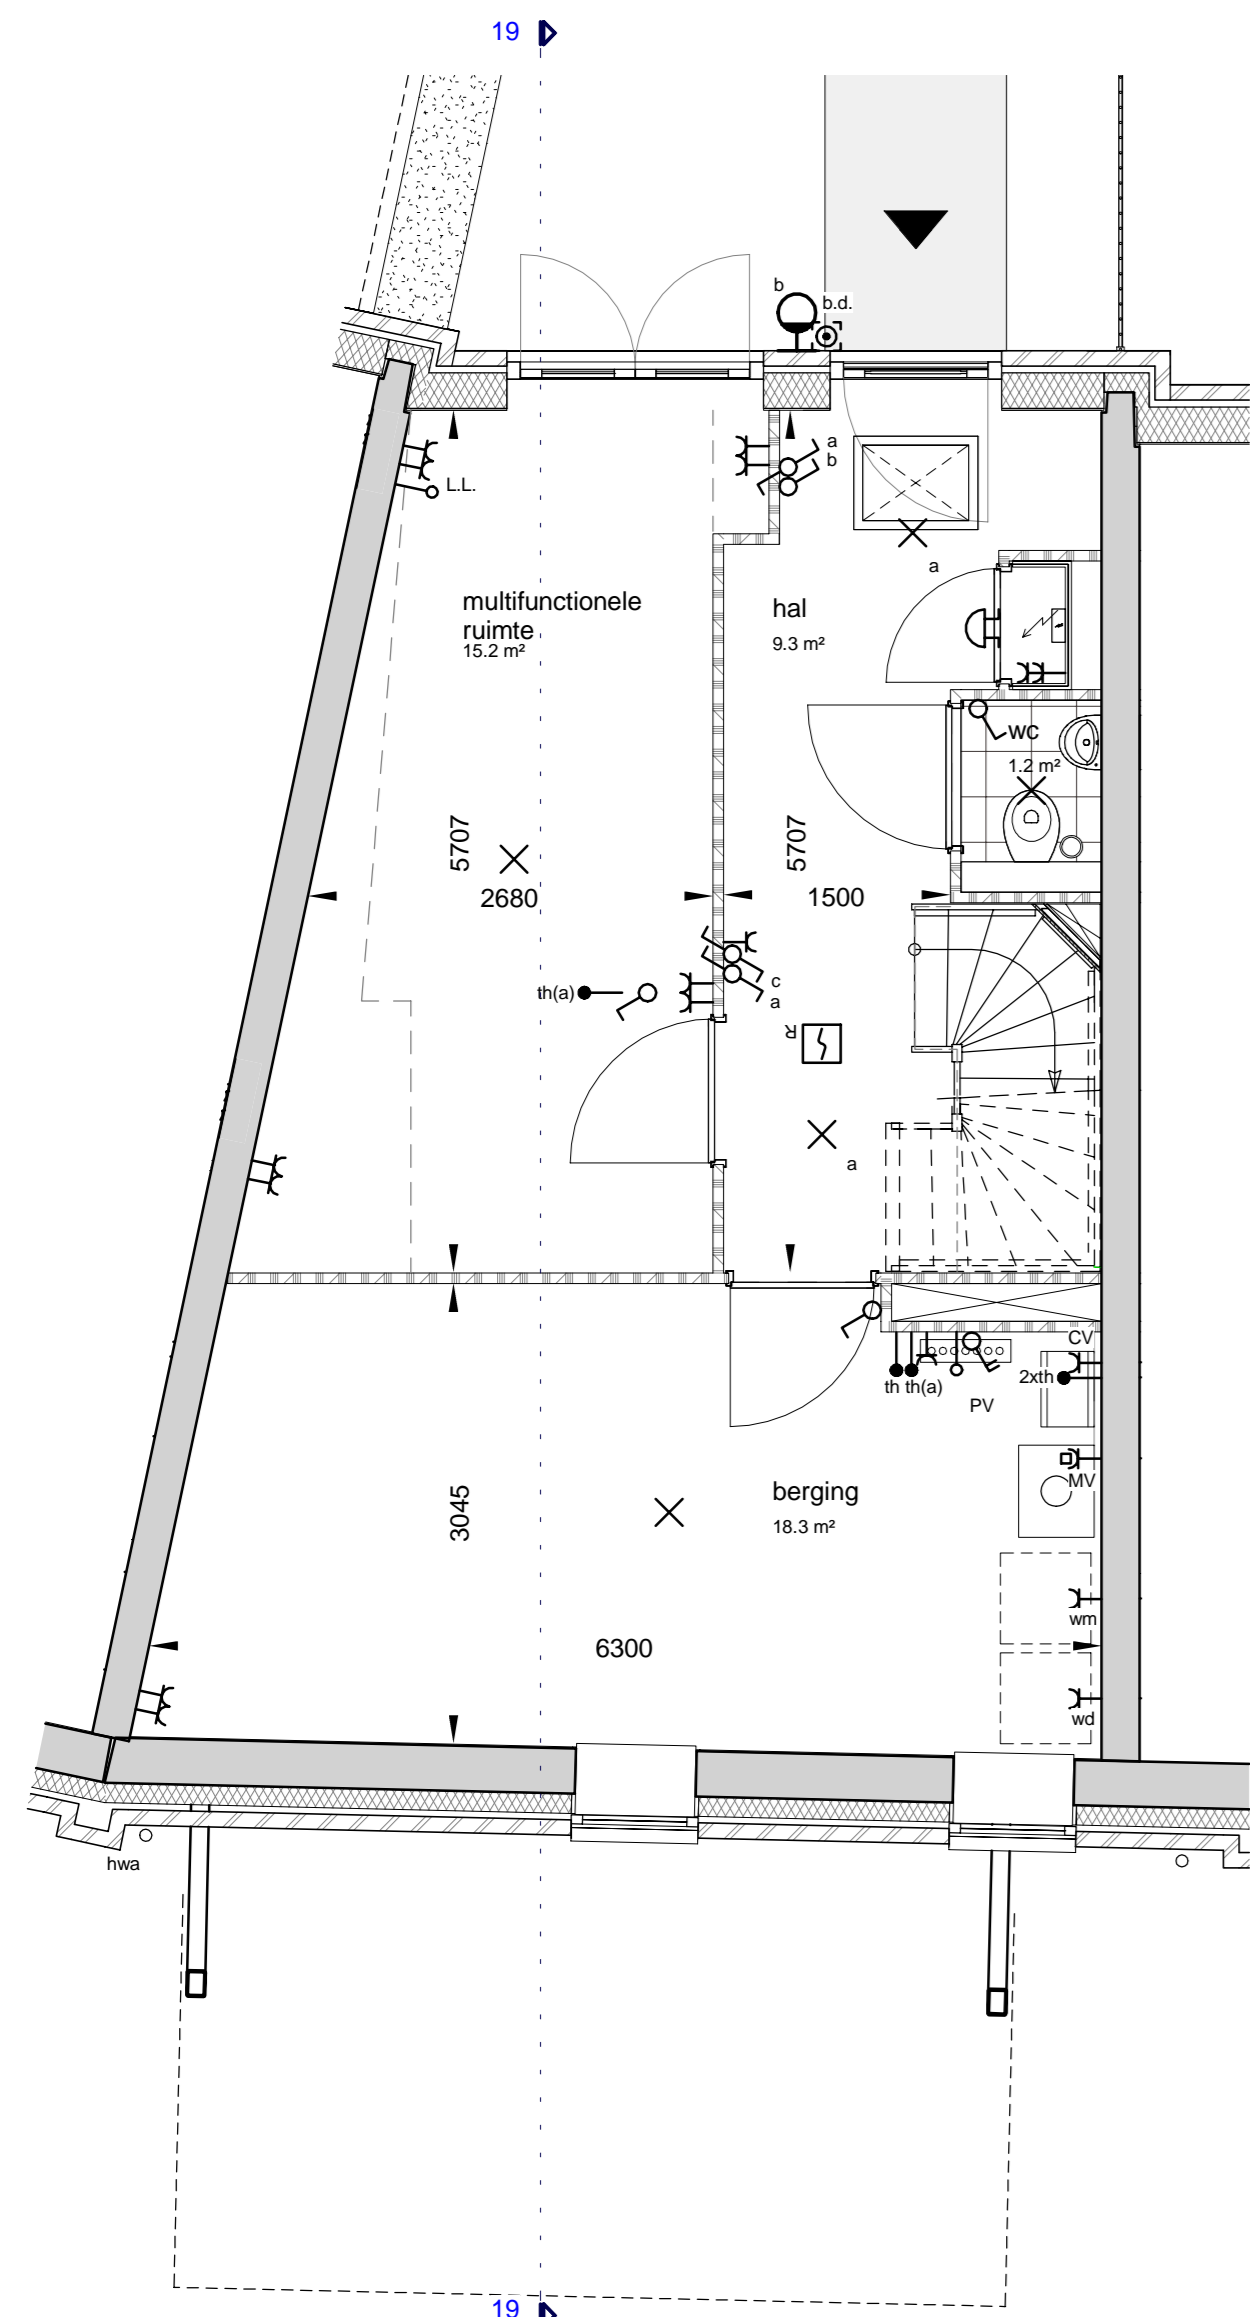 19
b
b.d.
a
b
L.L.
a
multifunctionele
ruimte
15.2 m²
hal
9.3 m²
WC
1.2 m²
5707
5707
2680
1500
th(a)
c
a
R
a
CV
2xth
th th(a)
PV
MV
berging
18.3 m²
3045
wm
6300
wd
hwa
19